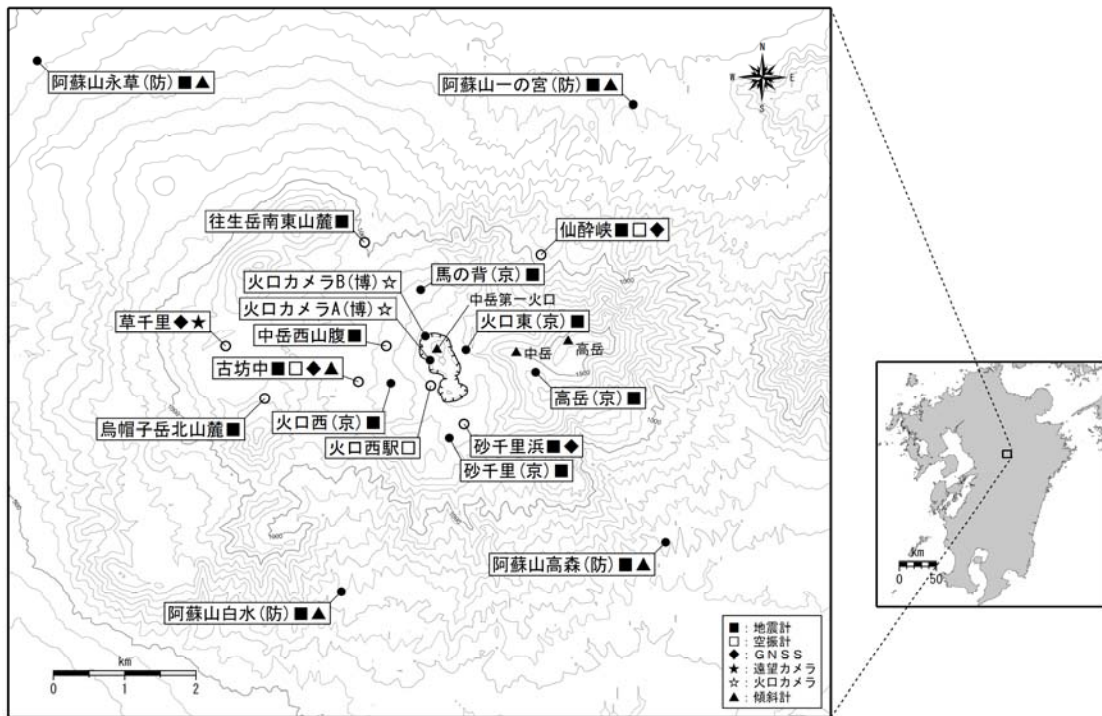 阿蘇山永草(防)■▲
阿蘇山一の宮(防)■▲
N
W E
S
往生岳南東山麓■
仙酔峡■□◆
馬の背(京)■
火口カメラB(博)☆
中岳第一火口
火口カメラA(博)☆
火口東(京)■
草千里◆★
中岳西山腹■
中岳
高岳
古坊中■□◆▲
高岳(京)■
火口西(京)■
烏帽子岳北山麓■
火口西駅□
砂千里浜■◆
砂千里(京)■
阿蘇山高森(防)■▲
阿蘇山白水(防)■▲
km
0 1 2
■:地震計
□:空振計
◆:GNSS
★:遠望カメラ
☆:火口カメラ
▲:傾斜計
km
0 50